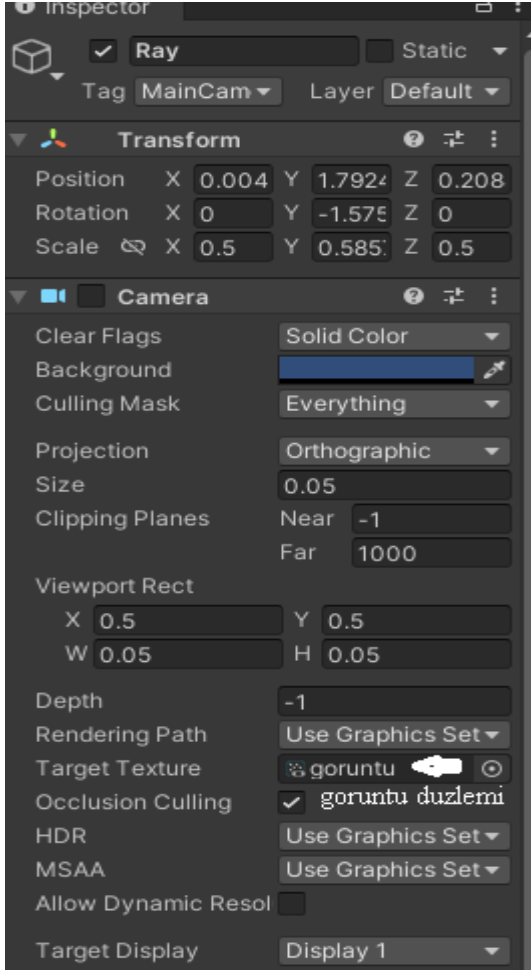 Inspector
Ray Static
Tag MainCam Layer Default
Transform
Position X 0.004 Y 1.7924 Z 0.208
Rotation X 0 Y -1.575 Z 0
Scale X 0.5 Y 0.585 Z 0.5
Camera
Clear Flags Solid Color
Background
Culling Mask Everything
Projection Orthographic
Size 0.05
Clipping Planes Near -1
Far 1000
Viewport Rect
X 0.5 Y 0.5
W 0.05 H 0.05
Depth -1
Rendering Path Use Graphics Set
Target Texture goruntu
Occlusion Culling goruntu duzlemi
HDR Use Graphics Set
MSAA Use Graphics Set
Allow Dynamic Resol
Target Display Display 1